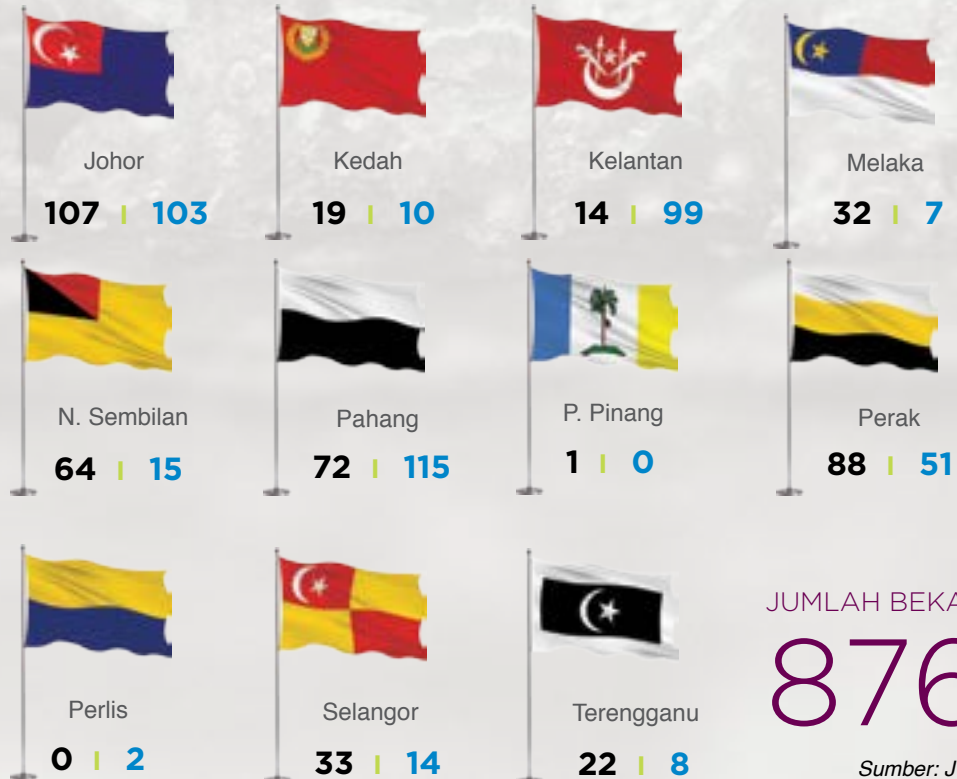 Johor
107 | 103
Kedah
19 | 10
Kelantan
14 | 99
Melaka
32 | 7
N. Sembilan
64 | 15
Pahang
72 | 115
P. Pinang
1 | 0
Perak
88 | 51
Perlis
0 | 2
Selangor
33 | 14
Terengganu
22 | 8
JUMLAH
876
Sumber: